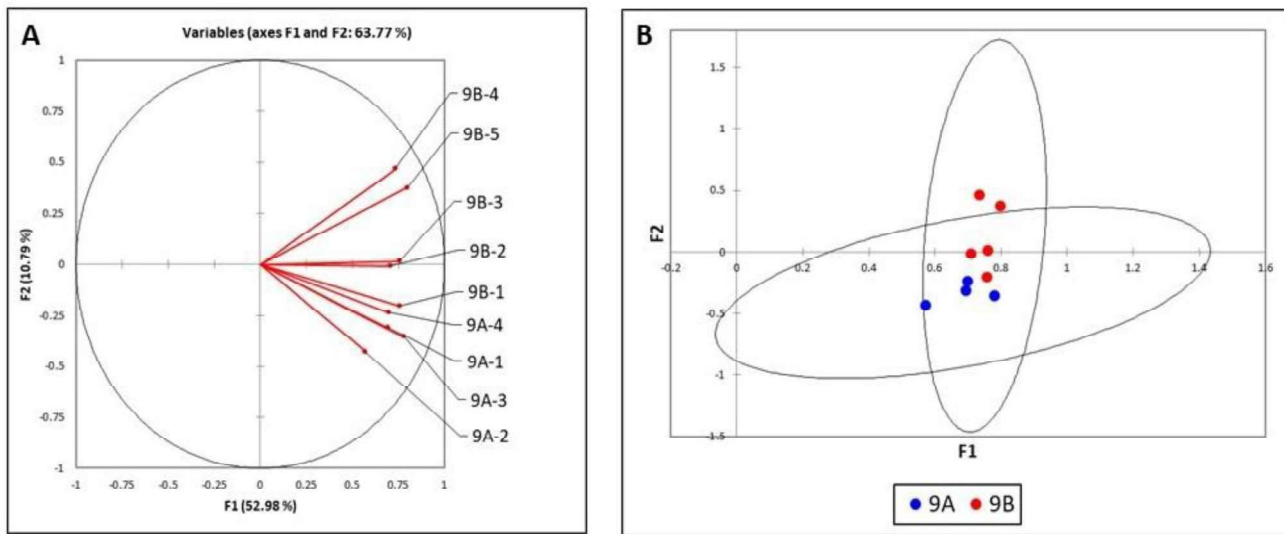 A
Variables (axes F1 and F2: 63.77 %)
1
0.75
0.5
0.25
0
-0.25
-0.5
-0.75
-1
F2 (10.79 %)
-1
-0.75
-0.5
-0.25
0
0.25
0.5
0.75
1
F1 (52.98 %)
9B-4
9B-5
9B-3
9B-2
9B-1
9A-4
9A-1
9A-3
9A-2
B
1.5
1
0.5
0
-0.5
-1
-1.5
F2
-0.2
0
0.2
0.4
0.6
0.8
1
1.2
1.4
1.6
F1
9A 9B